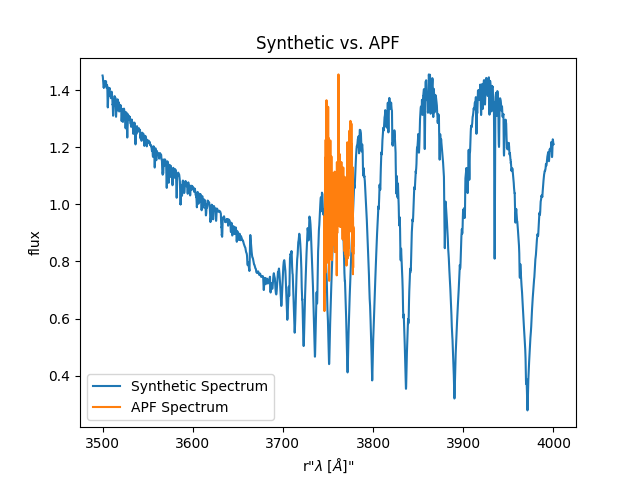 Synthetic vs. APF
1.4
1.2
1.0
0.8
0.6
0.4
flux
Synthetic Spectrum
APF Spectrum
3500 3600 3700 3800 3900 4000
r"λ [Å]"